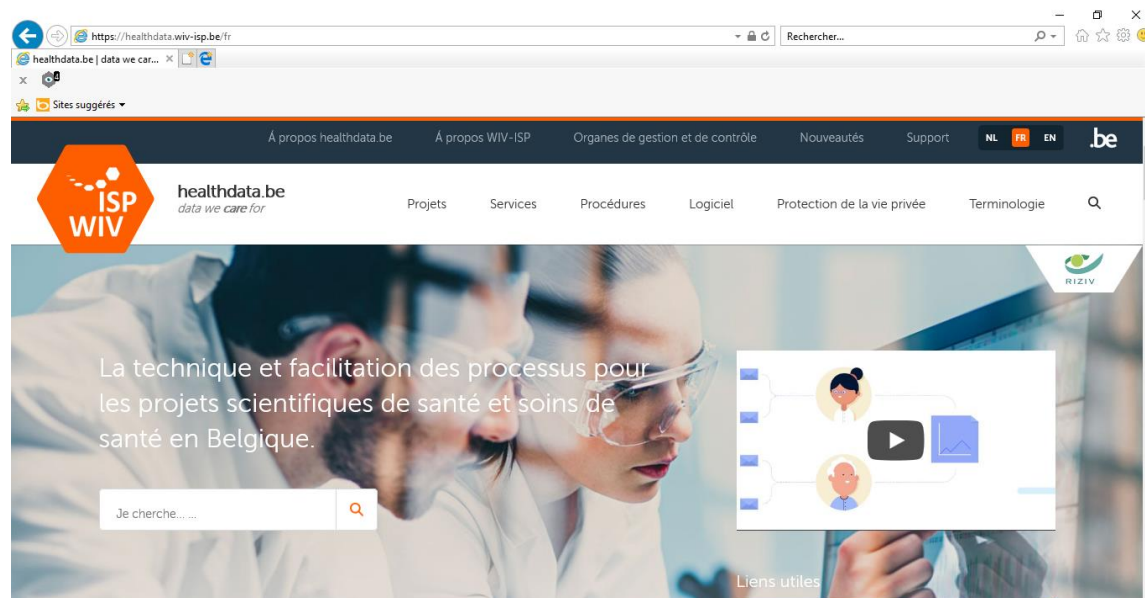 https://healthdata.wiv-isp.be/fr
Rechercher...
healthdata.be | data we car...
Sites suggérés
Á propos healthdata.be
Á propos WIV-ISP
Organes de gestion et de contrôle
Nouveautés
Support
NL FR EN
.be
ISP
WIV
healthdata.be
data we care for
Projets
Services
Procédures
Logiciel
Protection de la vie privée
Terminologie
RIZIV
La technique et facilitation des processus pour
les projets scientifiques de santé et soins de
santé en Belgique.
Je cherche... ...
Liens utiles